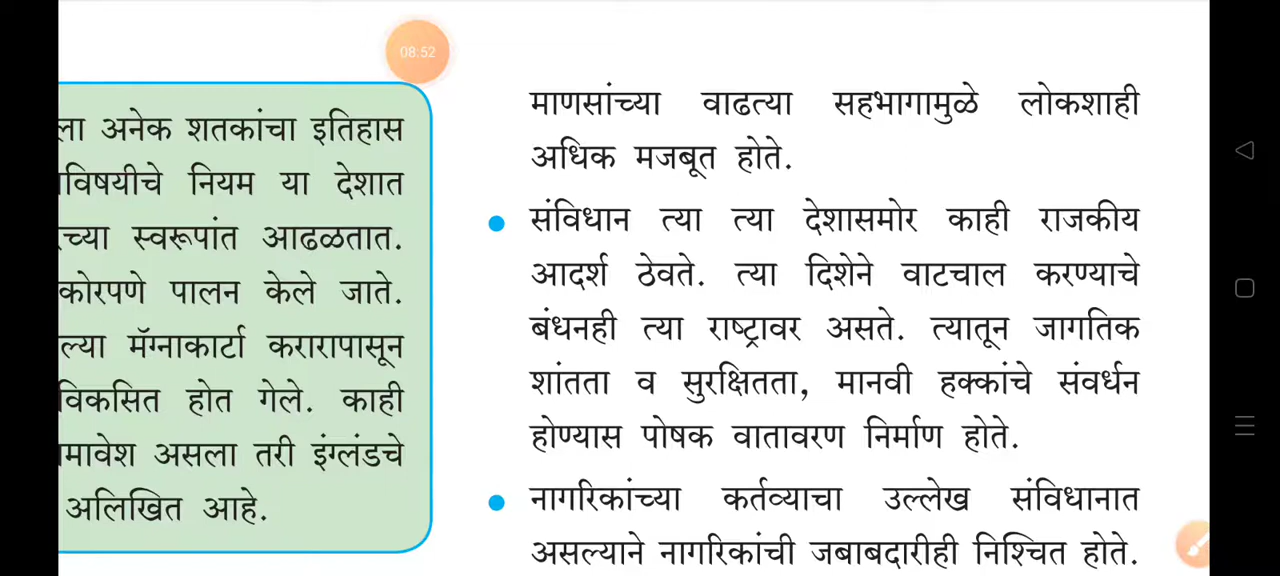 08:52
ला अनेक शतकांचा इतिहास
विषयीचे नियम या देशात
च्या स्वरूपांत आढळतात.
कोरपणे पालन केले जाते.
ल्या मॅग्नाकार्टा करारापासून
विकसित होत गेले. काही
मावेश असला तरी इंग्लंडचे
अलिखित आहे.
माणसांच्या वाढत्या सहभागामुळे लोकशाही
अधिक मजबूत होते.
• संविधान त्या त्या देशासमोर काही राजकीय
आदर्श ठेवते. त्या दिशेने वाटचाल करण्याचे
बंधनही त्या राष्ट्रावर असते. त्यातून जागतिक
शांतता व सुरक्षितता, मानवी हक्कांचे संवर्धन
होण्यास पोषक वातावरण निर्माण होते.
• नागरिकांच्या कर्तव्याचा उल्लेख संविधानात
असल्याने नागरिकांची जबाबदारीही निश्चित होते.